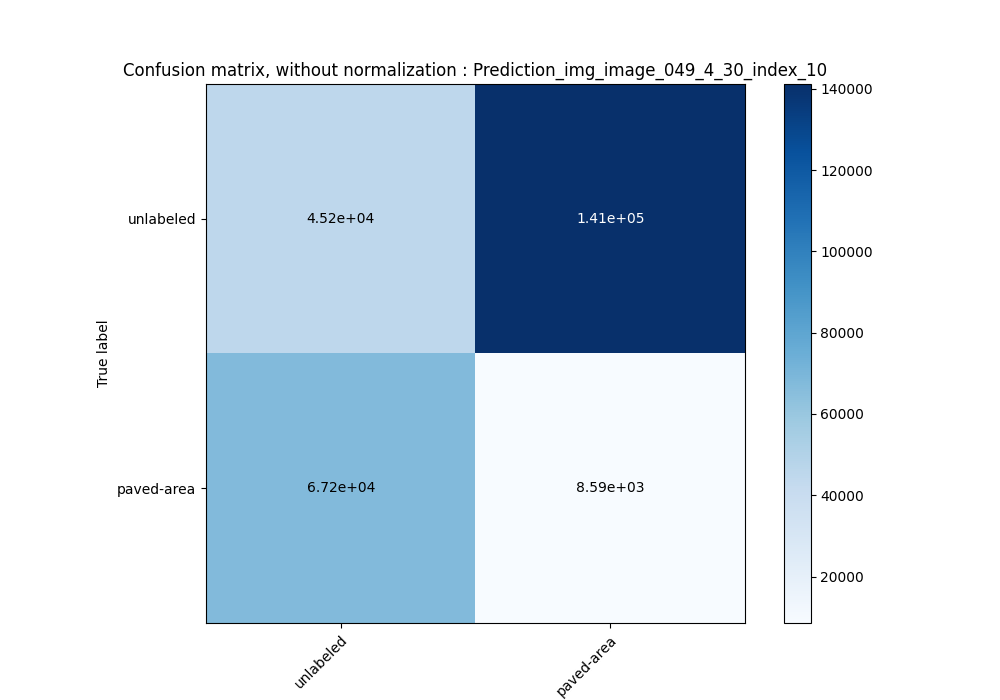 Confusion matrix, without normalization : Prediction_img_image_049_4_30_index_10
140000
120000
100000
80000
60000
40000
20000
True label
unlabeled
4.52e+04
1.41e+05
paved-area
6.72e+04
8.59e+03
unlabeled
paved-area